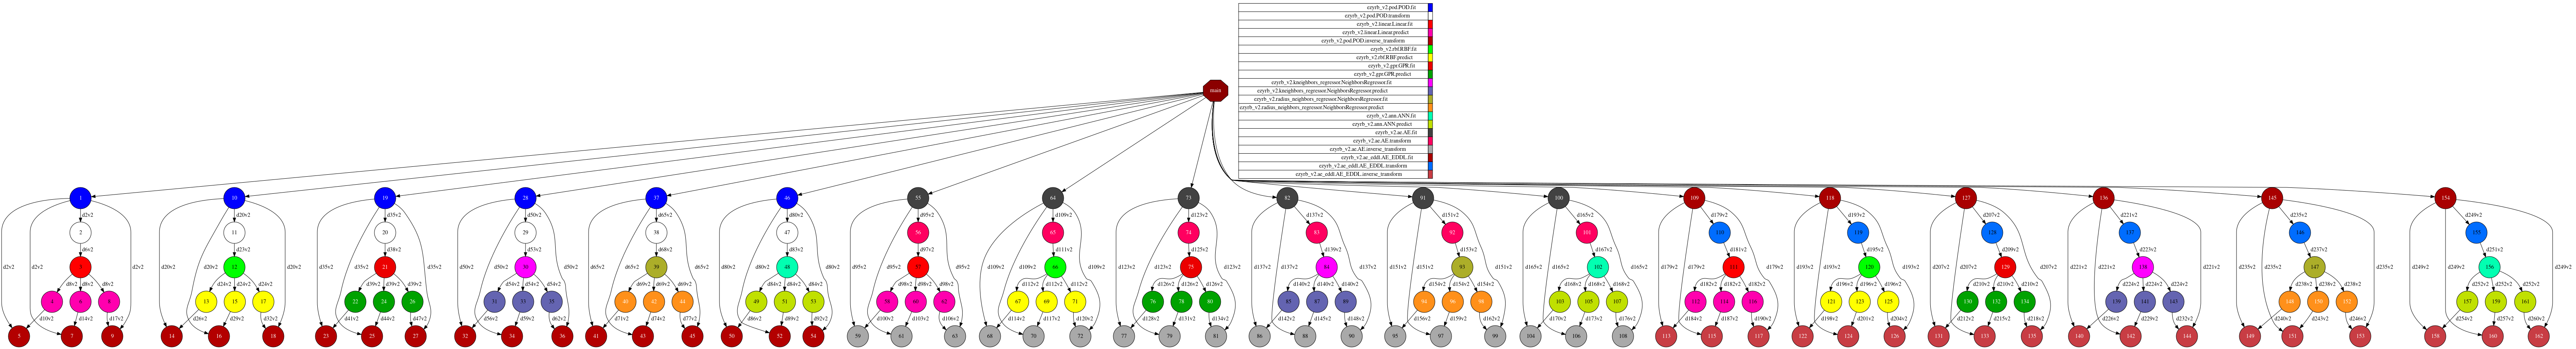 ezyrb_v2.pod.POD.fit
ezyrb_v2.pod.POD.transform
ezyrb_v2.linear.Linear.fit
ezyrb_v2.linear.Linear.predict
ezyrb_v2.pod.POD.inverse_transform
ezyrb_v2.rbf.RBF.fit
ezyrb_v2.rbf.RBF.predict
ezyrb_v2.gpr.GPR.fit
ezyrb_v2.gpr.GPR.predict
ezyrb_v2.kneighbors_regressor.NeighborsRegressor.fit
ezyrb_v2.kneighbors_regressor.NeighborsRegressor.predict
ezyrb_v2.radius_neighbors_regressor.NeighborsRegressor.fit
ezyrb_v2.radius_neighbors_regressor.NeighborsRegressor.predict
ezyrb_v2.ann.ANN.fit
ezyrb_v2.ann.ANN.predict
ezyrb_v2.ae.AE.fit
ezyrb_v2.ae.AE.transform
ezyrb_v2.ae.AE.inverse_transform
ezyrb_v2.ae_eddl.AE_EDDL.fit
ezyrb_v2.ae_eddl.AE_EDDL.transform
ezyrb_v2.ae_eddl.AE_EDDL.inverse_transform
main
1 10 19 28 37 46 55 64 73 82 91 100 109 118 127 136 145 154
d2v2 d20v2 d35v2 d50v2 d65v2 d80v2 d95v2 d109v2 d123v2 d137v2 d151v2 d165v2 d179v2 d193v2 d207v2 d221v2 d235v2 d249v2
2 11 20 29 38 47 56 65 74 83 92 101 110 119 128 137 146 155
d6v2 d23v2 d38v2 d53v2 d68v2 d83v2 d97v2 d111v2 d125v2 d139v2 d153v2 d167v2 d181v2 d195v2 d209v2 d223v2 d237v2 d251v2
d2v2 d2v2 3 d2v2 d20v2 d20v2 12 d20v2 d35v2 d35v2 21 d35v2 d50v2 d50v2 30 d50v2 d65v2 d65v2 39 d65v2 d80v2 d80v2 48 d80v2 d95v2 d95v2 57 d95v2 d109v2 d109v2 66 d109v2 d123v2 d123v2 75 d123v2 d137v2 d137v2 84 d137v2 d151v2 d151v2 93 d151v2 d165v2 d165v2 102 d165v2 d179v2 d179v2 111 d179v2 d193v2 d193v2 120 d193v2 d207v2 d207v2 129 d207v2 d221v2 d221v2 138 d221v2 d235v2 d235v2 147 d235v2 d249v2 d249v2 156 d249v2
d8v2 d8v2 d8v2 d24v2 d24v2 d24v2 d39v2 d39v2 d39v2 d54v2 d54v2 d54v2 d69v2 d69v2 d69v2 d84v2 d84v2 d84v2 d98v2 d98v2 d98v2 d112v2 d112v2 d112v2 d126v2 d126v2 d126v2 d140v2 d140v2 d140v2 d154v2 d154v2 d154v2 d168v2 d168v2 d168v2 d182v2 d182v2 d182v2 d196v2 d196v2 d196v2 d210v2 d210v2 d210v2 d224v2 d224v2 d224v2 d238v2 d238v2 d238v2 d252v2 d252v2 d252v2
4 6 8 13 15 17 22 24 26 31 33 35 40 42 44 49 51 53 58 60 62 67 69 71 76 78 80 85 87 89 94 96 98 103 105 107 112 114 116 121 123 125 130 132 134 139 141 143 148 150 152 157 159 161
d10v2 d14v2 d17v2 d26v2 d29v2 d32v2 d41v2 d44v2 d47v2 d56v2 d59v2 d62v2 d71v2 d74v2 d77v2 d86v2 d89v2 d92v2 d100v2 d103v2 d106v2 d114v2 d117v2 d120v2 d128v2 d131v2 d134v2 d142v2 d145v2 d148v2 d156v2 d159v2 d162v2 d170v2 d173v2 d176v2 d184v2 d187v2 d190v2 d198v2 d201v2 d204v2 d212v2 d215v2 d218v2 d226v2 d229v2 d232v2 d240v2 d243v2 d246v2 d254v2 d257v2 d260v2
5 7 9 14 16 18 23 25 27 32 34 36 41 43 45 50 52 54 59 61 63 68 70 72 77 79 81 86 88 90 95 97 99 104 106 108 113 115 117 122 124 126 131 133 135 140 142 144 149 151 153 158 160 162